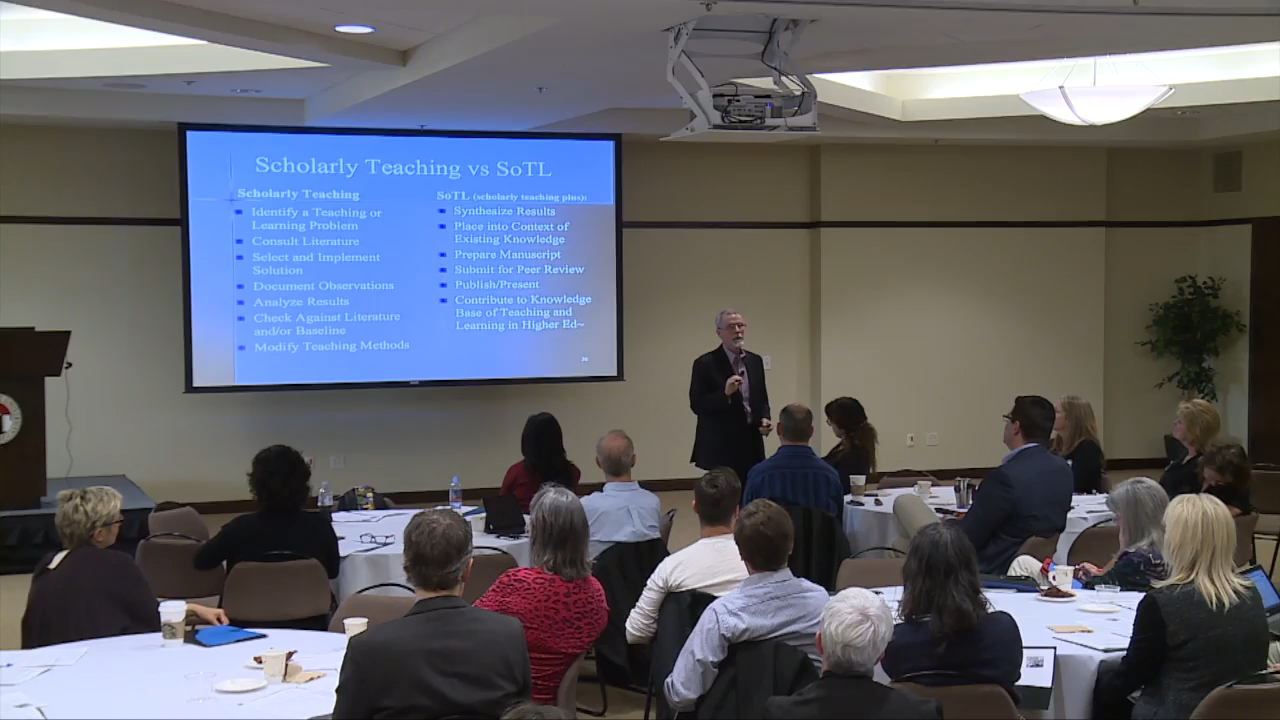 Scholarly Teaching vs SoTL
Scholarly Teaching
Identify a Teaching or
Learning Problem
Consult Literature
Select and Implement
Solution
Document Observations
Analyze Results
Check Against Literature
and/or Baseline
Modify Teaching Methods
SoTL (scholarly teaching plus):
Synthesize Results
Place into Context of
Existing Knowledge
Prepare Manuscript
Submit for Peer Review
Publish/Present
Contribute to Knowledge
Base of Teaching and
Learning in Higher Ed~